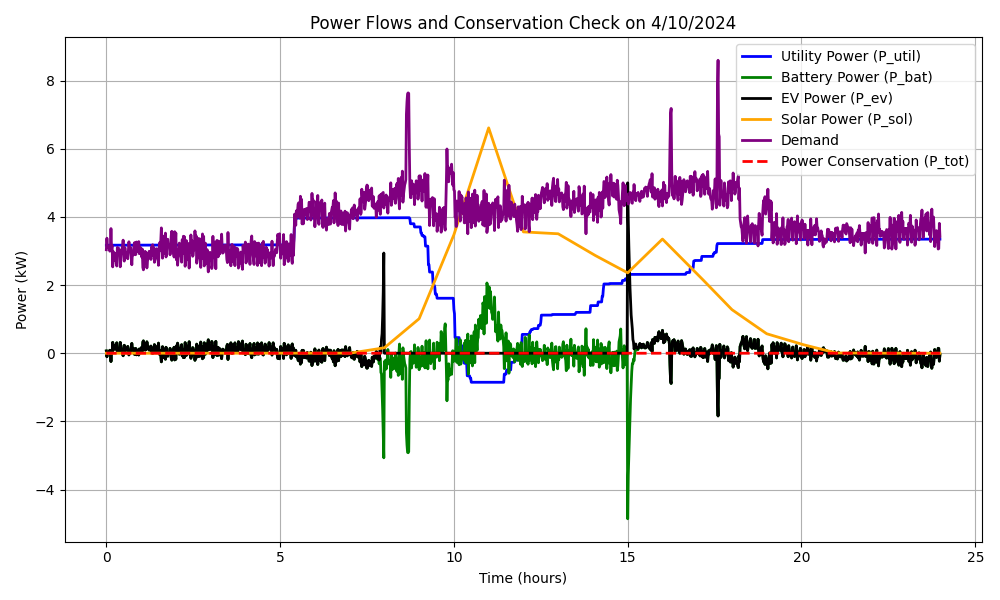 Power Flows and Conservation Check on 4/10/2024
Utility Power (P_util)
Battery Power (P_bat)
EV Power (P_ev)
Solar Power (P_sol)
Demand
Power Conservation (P_tot)
Power (kW)
8
6
4
2
0
−2
−4
0
5
10
15
20
25
Time (hours)